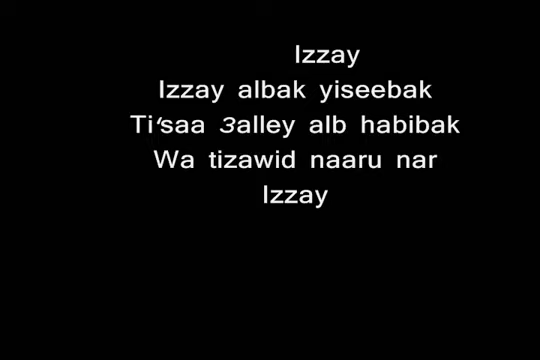 Izzay
Izzay albak yiseebak
Ti'saa 3alley alb habibak
Wa tizawid naaru nar
Izzay